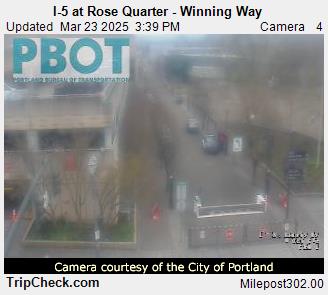 I-5 at Rose Quarter - Winning Way
Updated Mar 23 2025 3:39 PM Camera 4
PBOT
PORTLAND BUREAU OF TRANSPORTATION
Camera courtesy of the City of Portland
TripCheck.com Milepost302.00